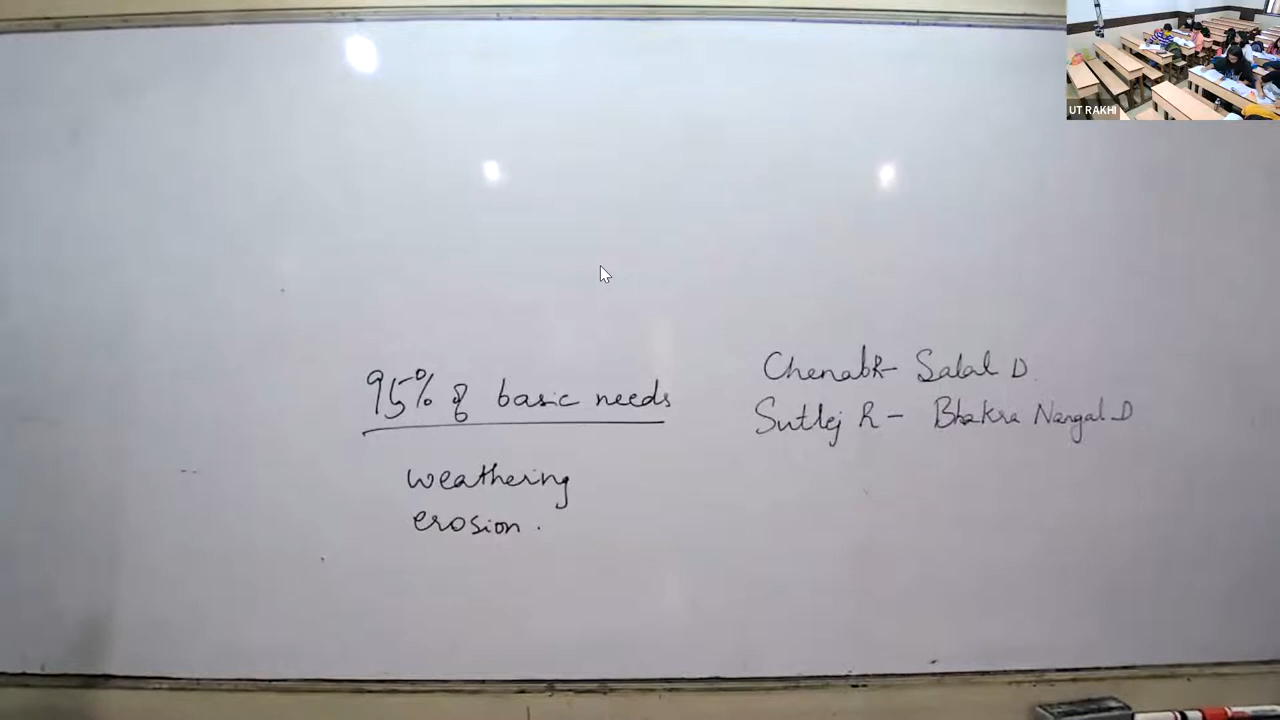 UT RAKHI
95% of basic needs
weathering
erosion.
Chenab R- Salal D.
Sutlej R- Bhakra Nangal D